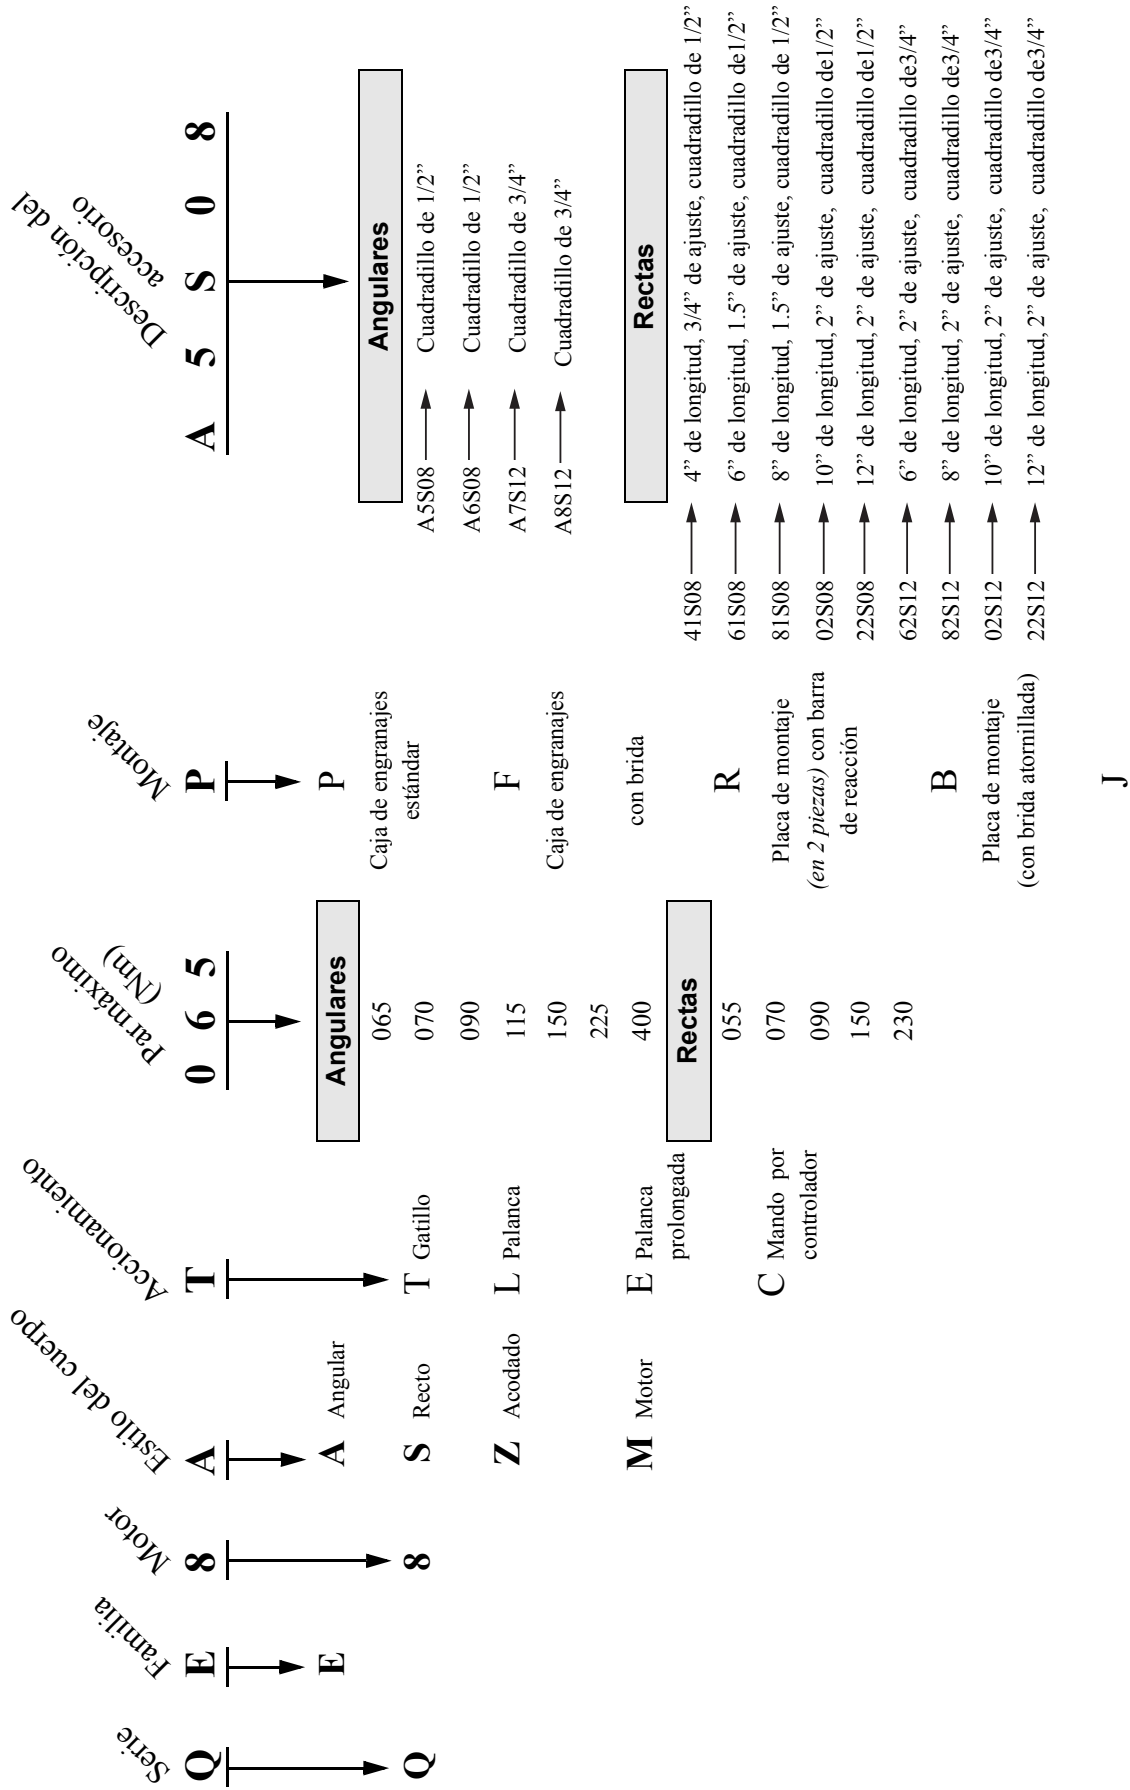 Serie
Q
Q
Familia
E
E
Motor
8
8
Estilo del cuerpo
A
A Angular
S Recto
Z Acodado
M Motor
Accionamiento
T
T Gatillo
L Palanca
E Palanca
prolongada
C Mando por
controlador
Par máximo
(Nm)
0 6 5
Angulares
065
070
090
115
150
225
400
Rectas
055
070
090
150
230
Montaje
P
P
Caja de engranajes
estándar
F
Caja de engranajes
con brida
R
Placa de montaje
(en 2 piezas) con barra
de reacción
B
Placa de montaje
(con brida atornillada)
J
Descripción del
accesorio
A 5 S 0 8
Angulares
A5S08 Cuadradillo de 1/2”
A6S08 Cuadradillo de 1/2”
A7S12 Cuadradillo de 3/4”
A8S12 Cuadradillo de 3/4”
Rectas
41S08 4” de longitud, 3/4” de ajuste, cuadradillo de 1/2”
61S08 6” de longitud, 1.5” de ajuste, cuadradillo de1/2”
81S08 8” de longitud, 1.5” de ajuste, cuadradillo de 1/2”
02S08 10” de longitud, 2” de ajuste, cuadradillo de1/2”
22S08 12” de longitud, 2” de ajuste, cuadradillo de1/2”
62S12 6” de longitud, 2” de ajuste, cuadradillo de3/4”
82S12 8” de longitud, 2” de ajuste, cuadradillo de3/4”
02S12 10” de longitud, 2” de ajuste, cuadradillo de3/4”
22S12 12” de longitud, 2” de ajuste, cuadradillo de3/4”